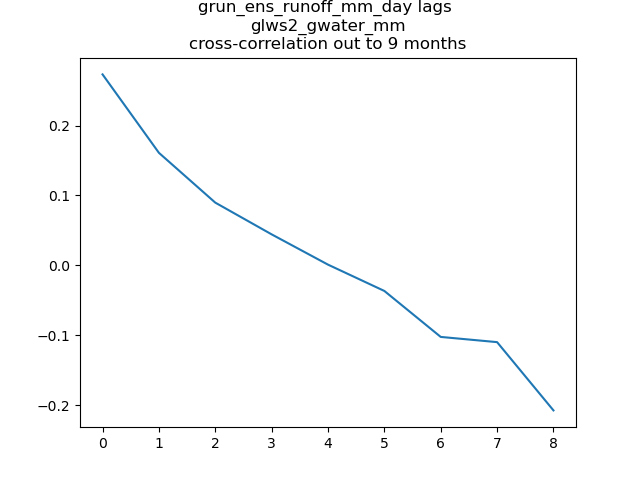 grun_ens_runoff_mm_day lags
glws2_gwater_mm
cross-correlation out to 9 months
0.2
0.1
0.0
−0.1
−0.2
0 1 2 3 4 5 6 7 8